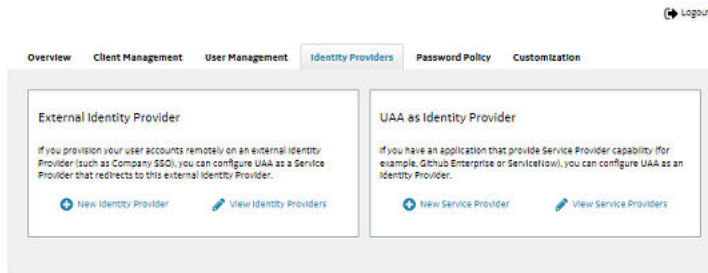 Logout
Overview Client Management User Management Identity Providers Password Policy Customization
External Identity Provider
If you provision your user accounts remotely on an external Identity
Provider (such as Company SSO), you can configure UAA as a Service
Provider that redirects to this external Identity Provider.
New Identity Provider View Identity Providers
UAA as Identity Provider
If you have an application that provide Service Provider capability (for
example, Github Enterprise or ServiceNow), you can configure UAA as an
Identity Provider.
New Service Provider View Service Providers